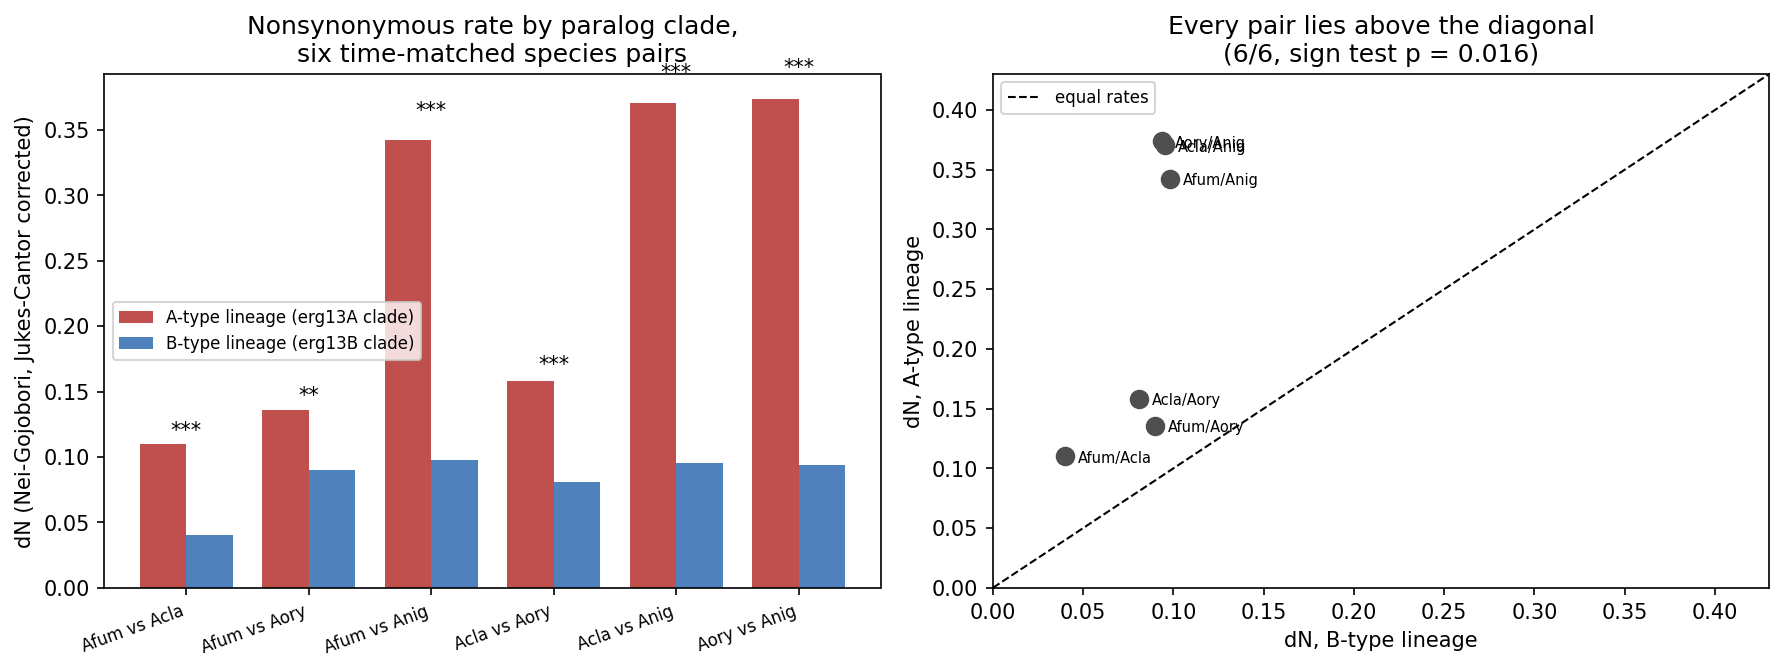 Nonsynonymous rate by paralog clade,
six time-matched species pairs
dN (Nei-Gojobori, Jukes-Cantor corrected)
0.35
0.30
0.25
0.20
0.15
0.10
0.05
0.00
***
**
***
***
***
***
A-type lineage (erg13A clade)
B-type lineage (erg13B clade)
Afum vs Acla
Afum vs Aory
Afum vs Anig
Acla vs Aory
Acla vs Anig
Aory vs Anig
Every pair lies above the diagonal
(6/6, sign test p = 0.016)
equal rates
dN, A-type lineage
0.40
0.35
0.30
0.25
0.20
0.15
0.10
0.05
0.00
Aory/Anig
Acla/Anig
Afum/Anig
Acla/Aory
Afum/Aory
Afum/Acla
0.00 0.05 0.10 0.15 0.20 0.25 0.30 0.35 0.40
dN, B-type lineage